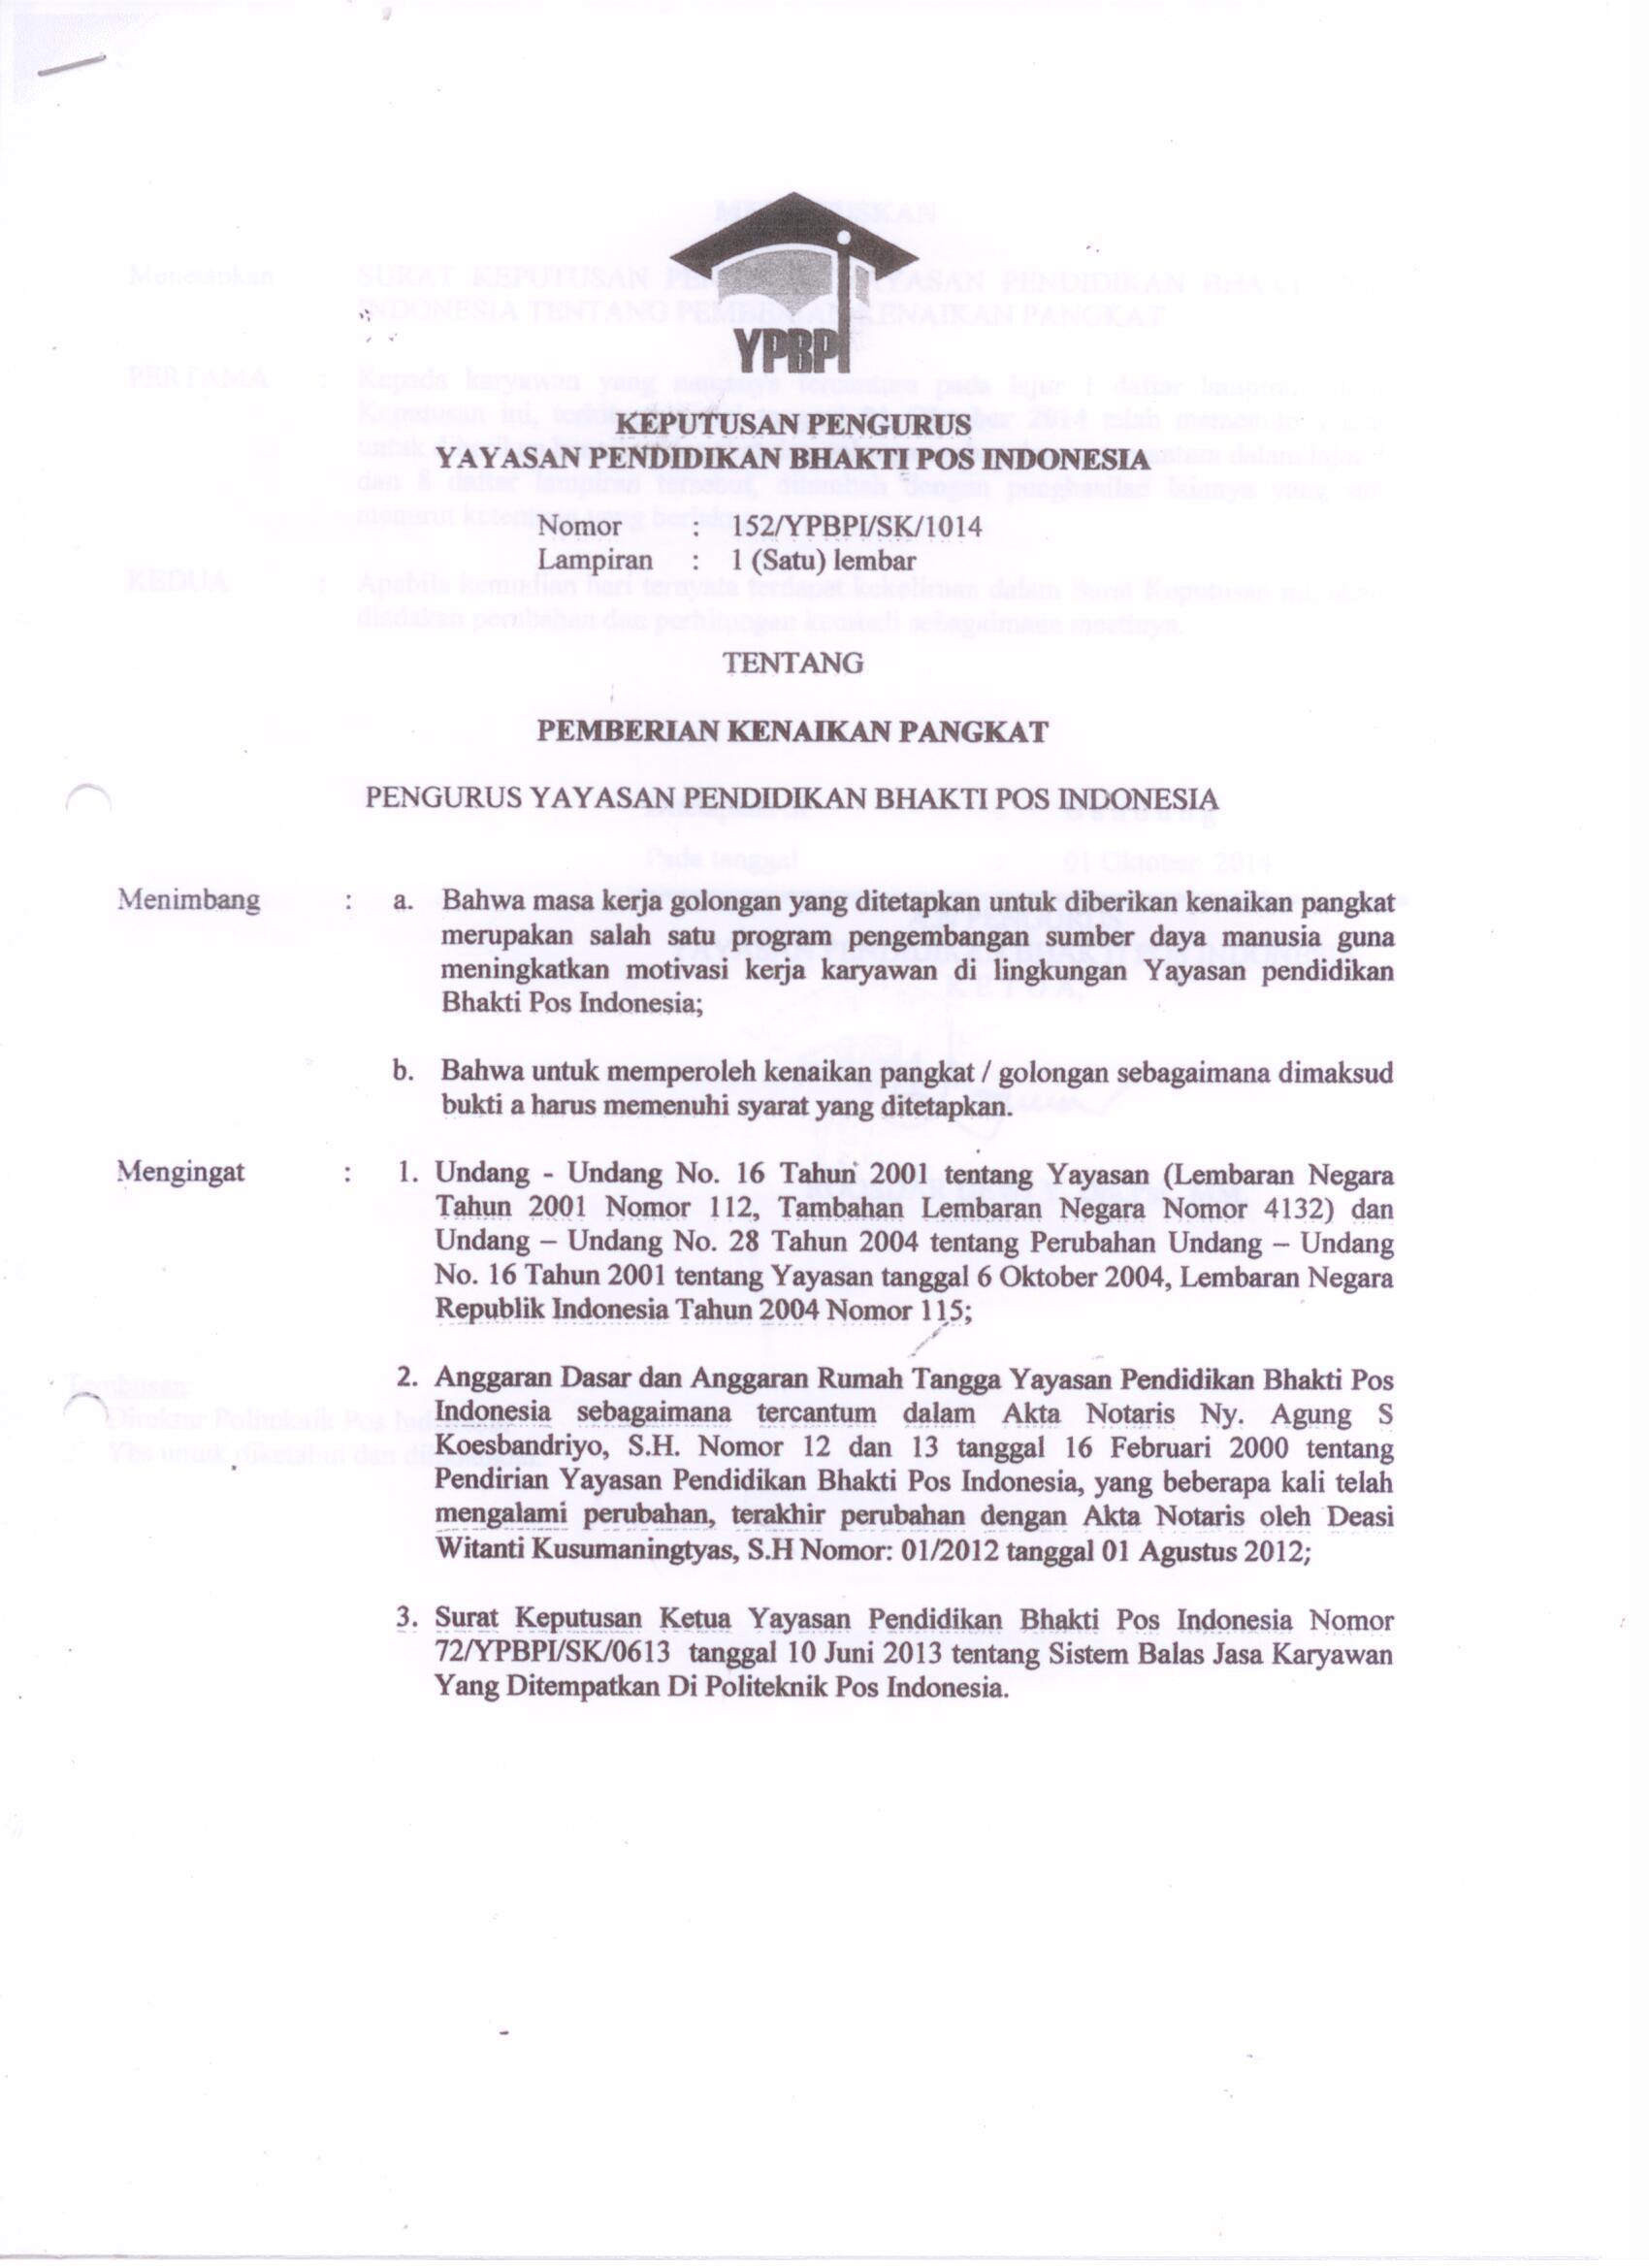 YPBPI
KEPUTUSAN PENGURUS
YAYASAN PENDIDIKAN BHAKTI POS INDONESIA
Nomor : 152/YPBPI/SK/1014
Lampiran : 1 (Satu) lembar
TENTANG
PEMBERIAN KENAIKAN PANGKAT
PENGURUS YAYASAN PENDIDIKAN BHAKTI POS INDONESIA
Menimbang : a. Bahwa masa kerja golongan yang ditetapkan untuk diberikan kenaikan pangkat
merupakan salah satu program pengembangan sumber daya manusia guna
meningkatkan motivasi kerja karyawan di lingkungan Yayasan pendidikan
Bhakti Pos Indonesia;
b. Bahwa untuk memperoleh kenaikan pangkat / golongan sebagaimana dimaksud
bukti a harus memenuhi syarat yang ditetapkan.
Mengingat : 1. Undang - Undang No. 16 Tahun 2001 tentang Yayasan (Lembaran Negara
Tahun 2001 Nomor 112, Tambahan Lembaran Negara Nomor 4132) dan
Undang – Undang No. 28 Tahun 2004 tentang Perubahan Undang – Undang
No. 16 Tahun 2001 tentang Yayasan tanggal 6 Oktober 2004, Lembaran Negara
Republik Indonesia Tahun 2004 Nomor 115;
2. Anggaran Dasar dan Anggaran Rumah Tangga Yayasan Pendidikan Bhakti Pos
Indonesia sebagaimana tercantum dalam Akta Notaris Ny. Agung S
Koesbandriyo, S.H. Nomor 12 dan 13 tanggal 16 Februari 2000 tentang
Pendirian Yayasan Pendidikan Bhakti Pos Indonesia, yang beberapa kali telah
mengalami perubahan, terakhir perubahan dengan Akta Notaris oleh Deasi
Witanti Kusumaningtyas, S.H Nomor: 01/2012 tanggal 01 Agustus 2012;
3. Surat Keputusan Ketua Yayasan Pendidikan Bhakti Pos Indonesia Nomor
72/YPBPI/SK/0613 tanggal 10 Juni 2013 tentang Sistem Balas Jasa Karyawan
Yang Ditempatkan Di Politeknik Pos Indonesia.